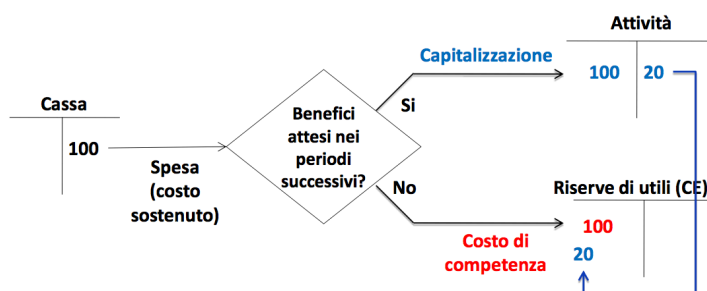 Attività
Capitalizzazione
100 20
Cassa
100
Benefici
attesi nei
periodi
successivi?
Si
Spesa
(costo
sostenuto)
No
Riserve di utili (CE)
100
Costo di
competenza
20